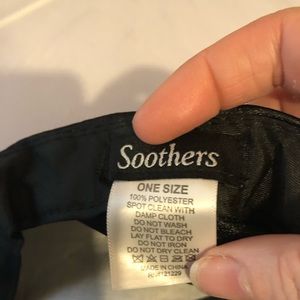 Soothers
ONE SIZE
100% POLYESTER
SPOT CLEAN WITH
DAMP CLOTH
DO NOT WASH
DO NOT BLEACH
LAY FLAT TO DRY
DO NOT IRON
DO NOT DRY CLEAN
MADE IN CHINA